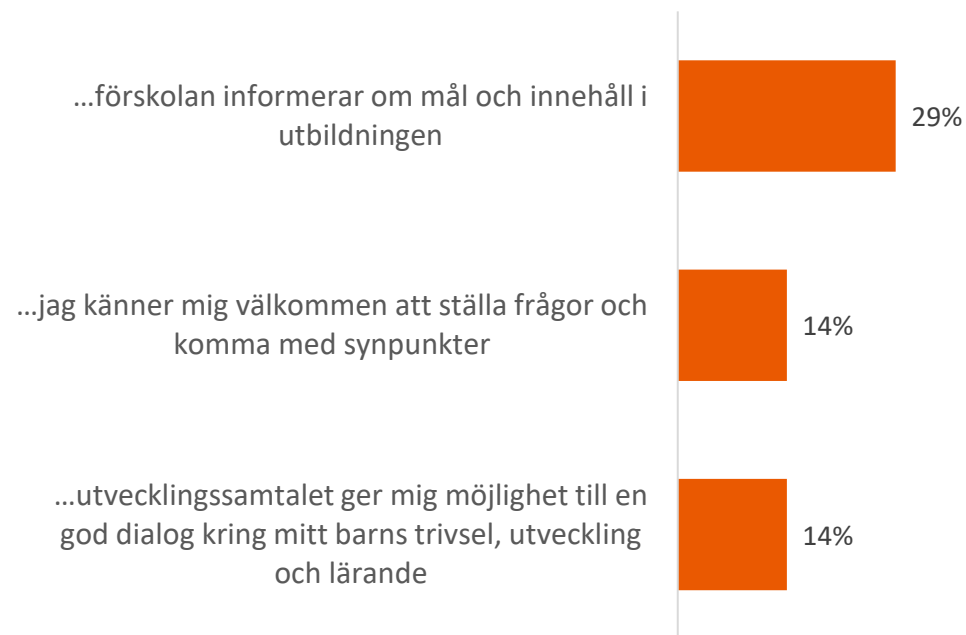 ...förskolan informerar om mål och innehåll i
utbildningen
29%
...jag känner mig välkommen att ställa frågor och
komma med synpunkter
14%
...utvecklingssamtalet ger mig möjlighet till en
god dialog kring mitt barns trivsel, utveckling
och lärande
14%